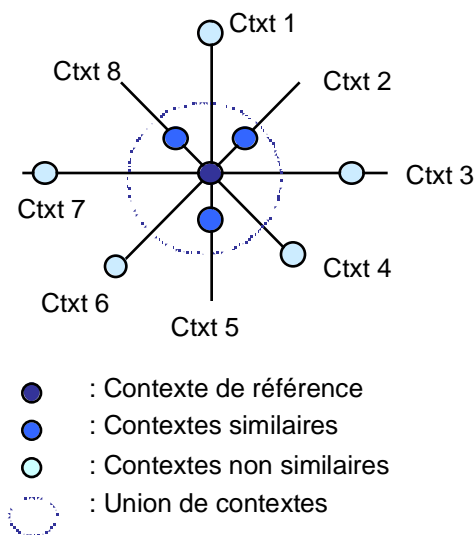 Ctxt 1
Ctxt 8
Ctxt 2
Ctxt 7
Ctxt 3
Ctxt 6
Ctxt 4
Ctxt 5
: Contexte de référence
: Contextes similaires
: Contextes non similaires
: Union de contextes